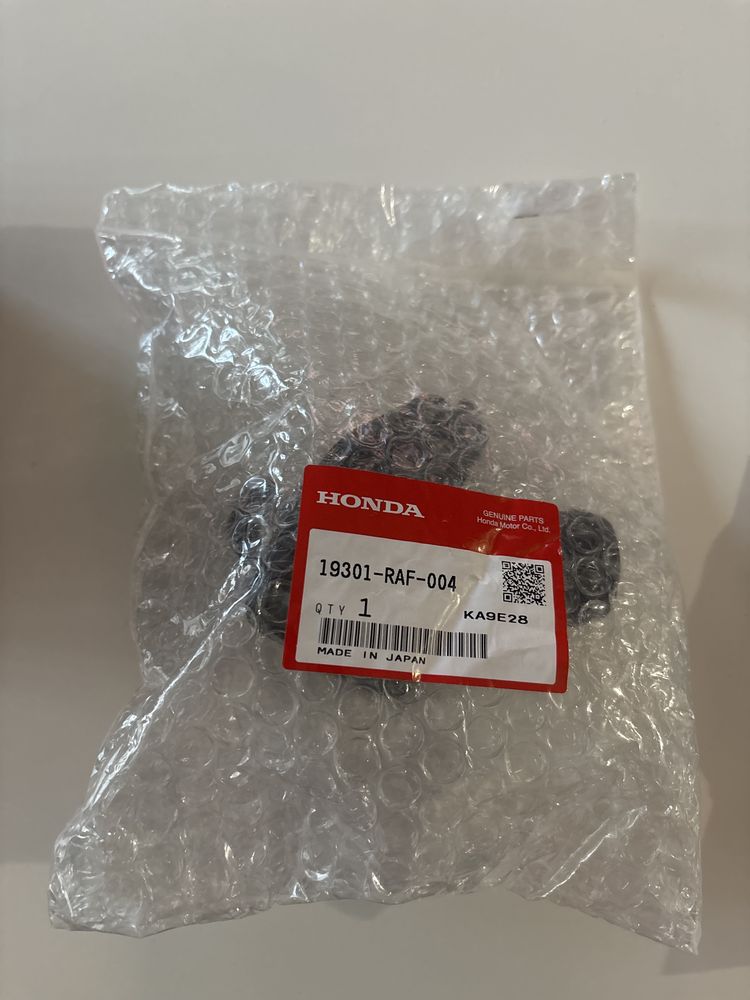 HONDA
GENUINE PARTS
Honda Motor Co., Ltd.
19301-RAF-004
QTY 1
KA9E28
MADE IN JAPAN